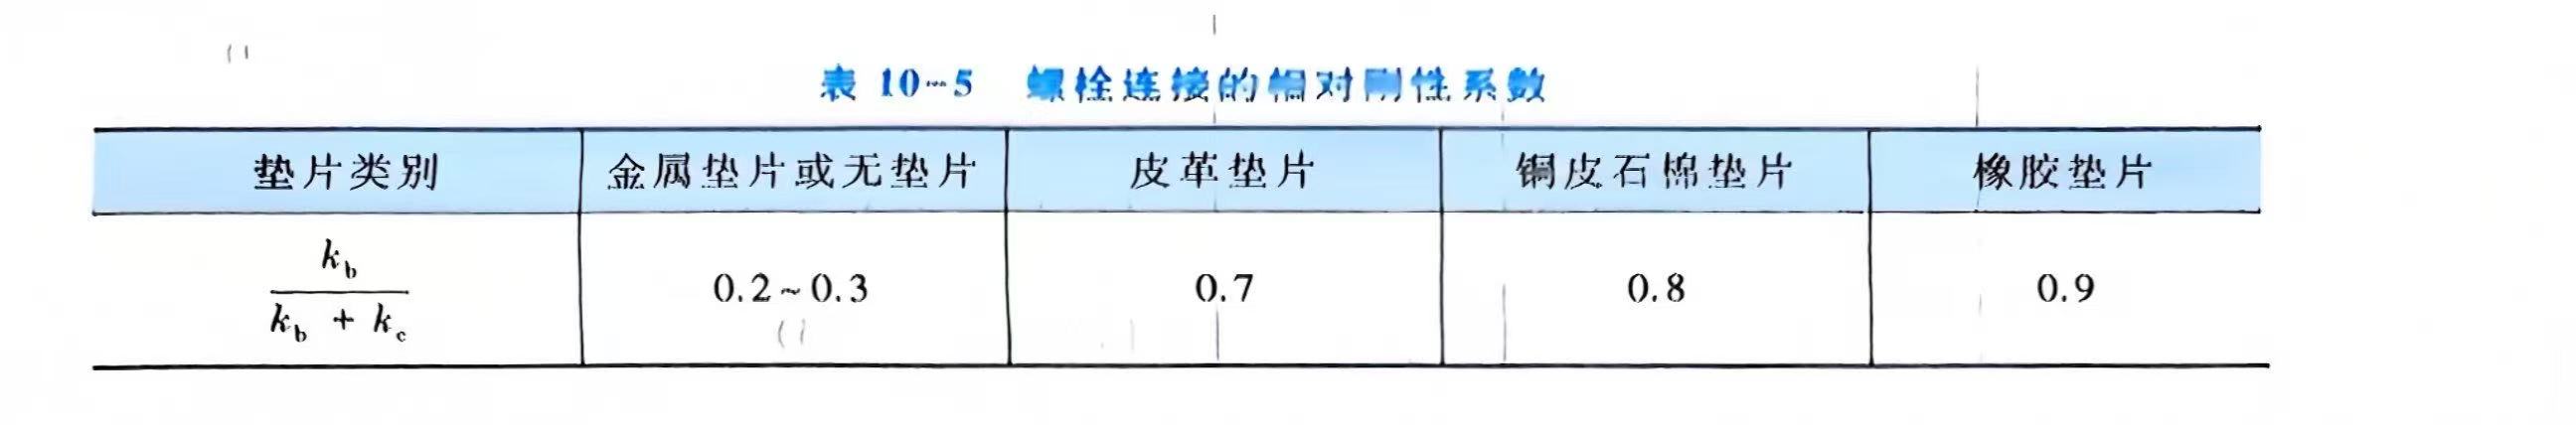 表 10-5 螺栓连接的相对刚性系数
垫片类别 金属垫片或无垫片 皮革垫片 铜皮石棉垫片 橡胶垫片
k_b / (k_b + k_c) 0.2~0.3 0.7 0.8 0.9